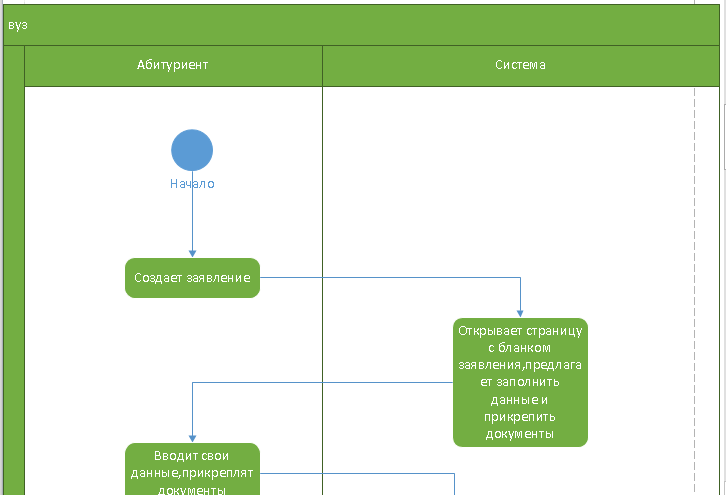 вуз
Абитуриент
Система
Начало
Создает заявление
Открывает страницу
с бланком
заявления,предлага
ет заполнить
данные и
прикрепить
документы
Вводит свои
данные,прикреплят
документы